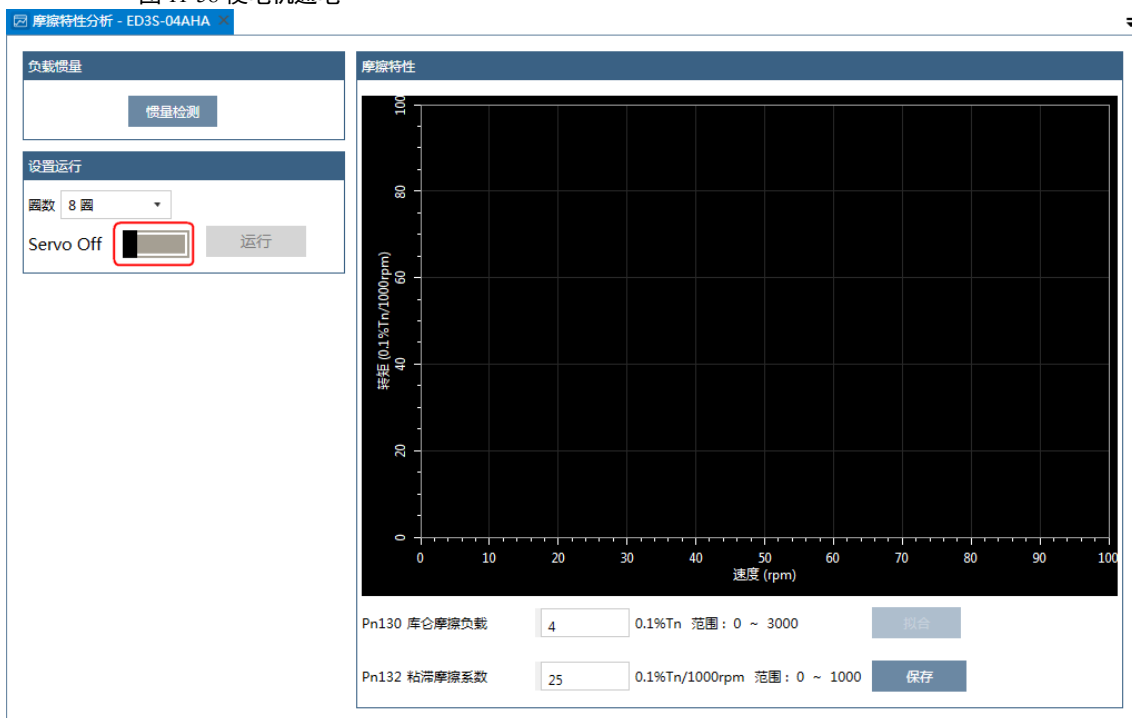 摩擦特性分析 - ED3S-04AHA
负载惯量
惯量检测
设置运行
圈数 8 圈
Servo Off
运行
摩擦特性
100
80
60
40
20
0
转矩 (0.1%Tn/1000rpm)
0 10 20 30 40 50 60 70 80 90 100
速度 (rpm)
Pn130 库仑摩擦负载 4 0.1%Tn 范围: 0 ~ 3000 拟合
Pn132 粘滞摩擦系数 25 0.1%Tn/1000rpm 范围: 0 ~ 1000 保存